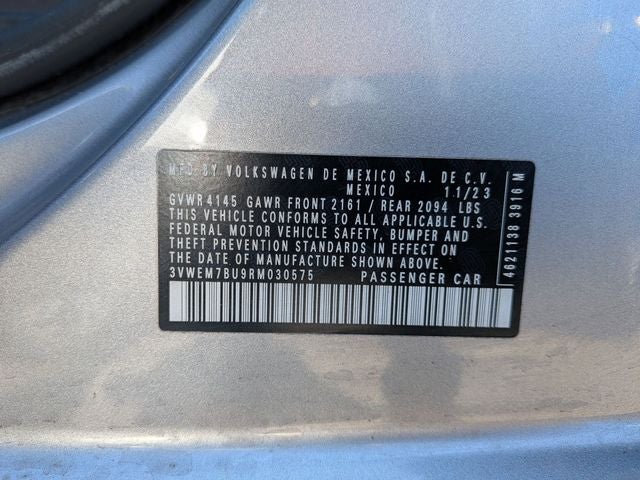 MFD BY VOLKSWAGEN DE MEXICO S.A. DE C.V.
MEXICO 11/23
GVWR 4145 GAWR FRONT 2161 / REAR 2094 LBS
THIS VEHICLE CONFORMS TO ALL APPLICABLE U.S.
FEDERAL MOTOR VEHICLE SAFETY, BUMPER AND
THEFT PREVENTION STANDARDS IN EFFECT ON
THE DATE OF MANUFACTURE SHOWN ABOVE.
3VWEM7BU9RM030575 PASSENGER CAR
4621138 3916 M